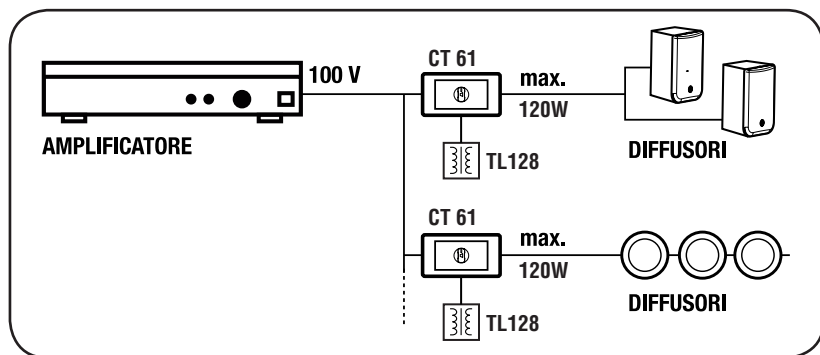 CT 61
100 V
max.
120W
AMPLIFICATORE
TL128
DIFFUSORI
CT 61
max.
120W
TL128
DIFFUSORI